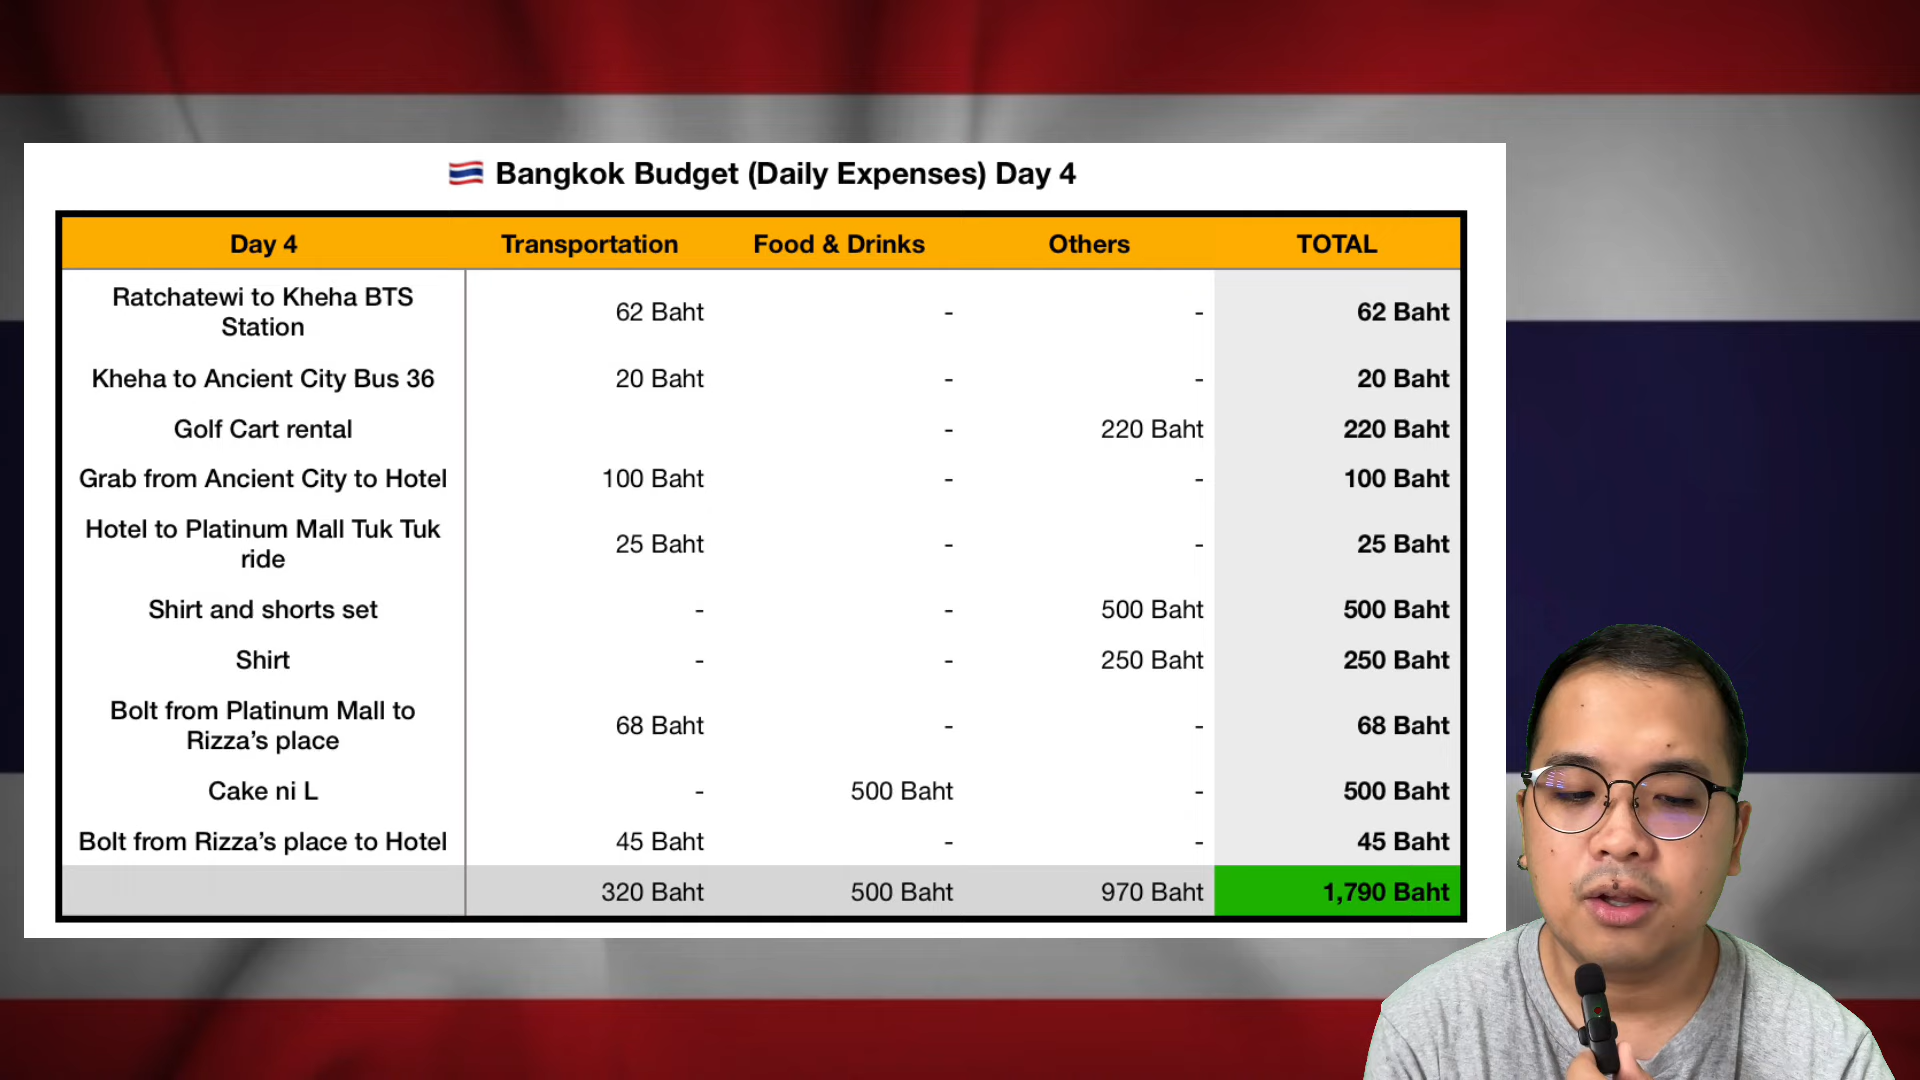 Bangkok Budget (Daily Expenses) Day 4
Day 4 Transportation Food & Drinks Others TOTAL
Ratchatewi to Kheha BTS
Station 62 Baht - - 62 Baht
Kheha to Ancient City Bus 36 20 Baht - - 20 Baht
Golf Cart rental - 220 Baht 220 Baht
Grab from Ancient City to Hotel 100 Baht - - 100 Baht
Hotel to Platinum Mall Tuk Tuk
ride 25 Baht - - 25 Baht
Shirt and shorts set - - 500 Baht 500 Baht
Shirt - - 250 Baht 250 Baht
Bolt from Platinum Mall to
Rizza’s place 68 Baht - - 68 Baht
Cake ni L - 500 Baht - 500 Baht
Bolt from Rizza’s place to Hotel 45 Baht - - 45 Baht
320 Baht 500 Baht 970 Baht 1,790 Baht